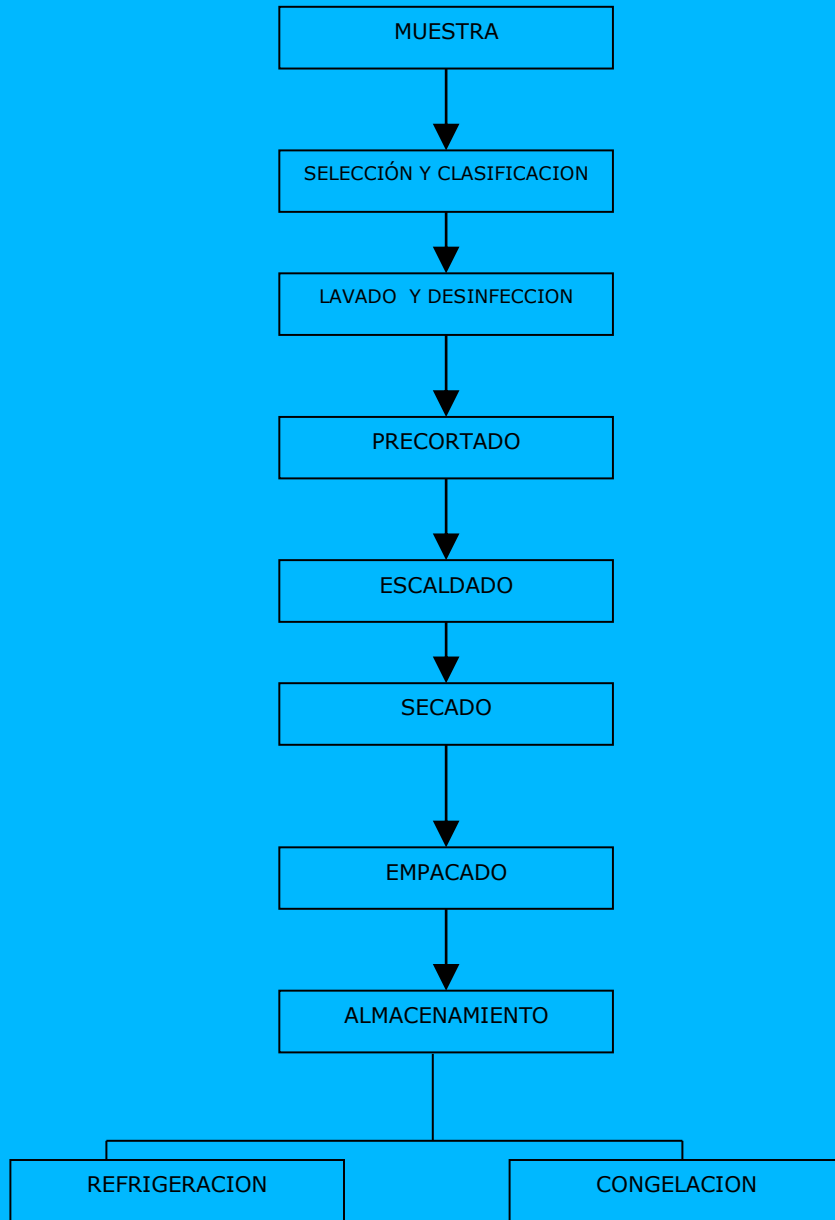 MUESTRA
SELECCIÓN Y CLASIFICACION
LAVADO Y DESINFECCION
PRECORTADO
ESCALDADO
SECADO
EMPACADO
ALMACENAMIENTO
REFRIGERACION
CONGELACION